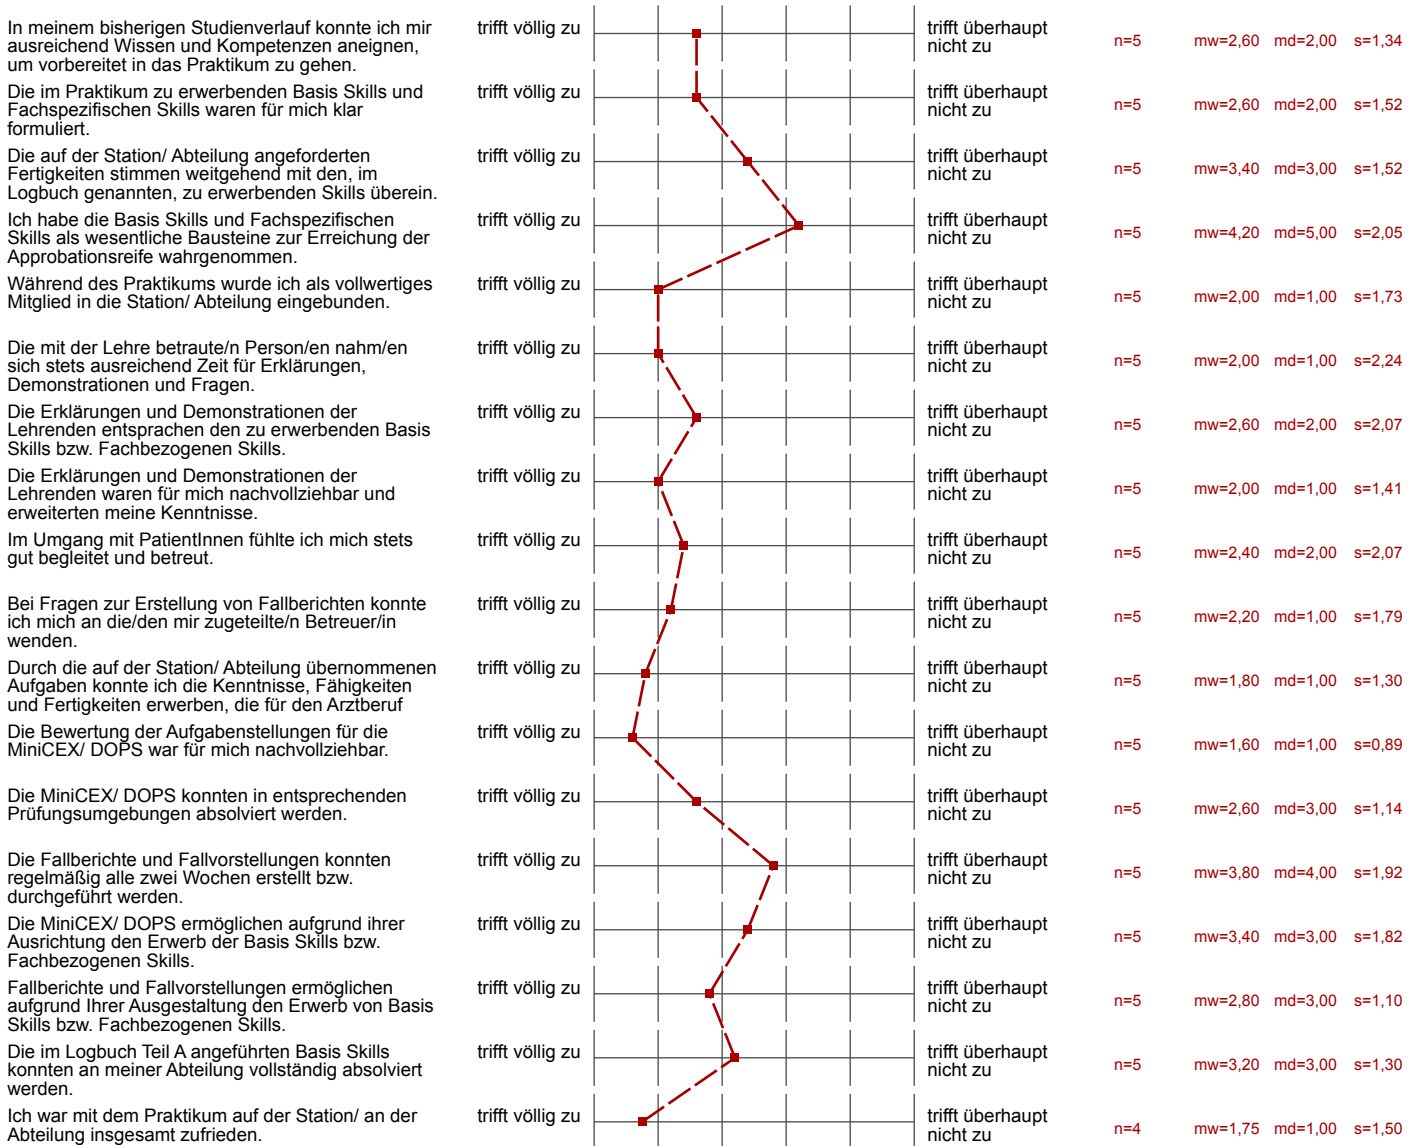 In meinem bisherigen Studienverlauf konnte ich mir
ausreichend Wissen und Kompetenzen aneignen,
um vorbereitet in das Praktikum zu gehen.
trifft völlig zu
trifft überhaupt
nicht zu
n=5 mw=2,60 md=2,00 s=1,34
Die im Praktikum zu erwerbenden Basis Skills und
Fachspezifischen Skills waren für mich klar
formuliert.
trifft völlig zu
trifft überhaupt
nicht zu
n=5 mw=2,60 md=2,00 s=1,52
Die auf der Station/ Abteilung angeforderten
Fertigkeiten stimmen weitgehend mit den, im
Logbuch genannten, zu erwerbenden Skills überein.
trifft völlig zu
trifft überhaupt
nicht zu
n=5 mw=3,40 md=3,00 s=1,52
Ich habe die Basis Skills und Fachspezifischen
Skills als wesentliche Bausteine zur Erreichung der
Approbationsreife wahrgenommen.
trifft völlig zu
trifft überhaupt
nicht zu
n=5 mw=4,20 md=5,00 s=2,05
Während des Praktikums wurde ich als vollwertiges
Mitglied in die Station/ Abteilung eingebunden.
trifft völlig zu
trifft überhaupt
nicht zu
n=5 mw=2,00 md=1,00 s=1,73
Die mit der Lehre betraute/n Person/en nahm/en
sich stets ausreichend Zeit für Erklärungen,
Demonstrationen und Fragen.
trifft völlig zu
trifft überhaupt
nicht zu
n=5 mw=2,00 md=1,00 s=2,24
Die Erklärungen und Demonstrationen der
Lehrenden entsprachen den zu erwerbenden Basis
Skills bzw. Fachbezogenen Skills.
trifft völlig zu
trifft überhaupt
nicht zu
n=5 mw=2,60 md=2,00 s=2,07
Die Erklärungen und Demonstrationen der
Lehrenden waren für mich nachvollziehbar und
erweiterten meine Kenntnisse.
trifft völlig zu
trifft überhaupt
nicht zu
n=5 mw=2,00 md=1,00 s=1,41
Im Umgang mit PatientInnen fühlte ich mich stets
gut begleitet und betreut.
trifft völlig zu
trifft überhaupt
nicht zu
n=5 mw=2,40 md=2,00 s=2,07
Bei Fragen zur Erstellung von Fallberichten konnte
ich mich an die/den mir zugeteilte/n Betreuer/in
wenden.
trifft völlig zu
trifft überhaupt
nicht zu
n=5 mw=2,20 md=1,00 s=1,79
Durch die auf der Station/ Abteilung übernommenen
Aufgaben konnte ich die Kenntnisse, Fähigkeiten
und Fertigkeiten erwerben, die für den Arztberuf
trifft völlig zu
trifft überhaupt
nicht zu
n=5 mw=1,80 md=1,00 s=1,30
Die Bewertung der Aufgabenstellungen für die
MiniCEX/ DOPS war für mich nachvollziehbar.
trifft völlig zu
trifft überhaupt
nicht zu
n=5 mw=1,60 md=1,00 s=0,89
Die MiniCEX/ DOPS konnten in entsprechenden
Prüfungsumgebungen absolviert werden.
trifft völlig zu
trifft überhaupt
nicht zu
n=5 mw=2,60 md=3,00 s=1,14
Die Fallberichte und Fallvorstellungen konnten
regelmäßig alle zwei Wochen erstellt bzw.
durchgeführt werden.
trifft völlig zu
trifft überhaupt
nicht zu
n=5 mw=3,80 md=4,00 s=1,92
Die MiniCEX/ DOPS ermöglichen aufgrund ihrer
Ausrichtung den Erwerb der Basis Skills bzw.
Fachbezogenen Skills.
trifft völlig zu
trifft überhaupt
nicht zu
n=5 mw=3,40 md=3,00 s=1,82
Fallberichte und Fallvorstellungen ermöglichen
aufgrund Ihrer Ausgestaltung den Erwerb von Basis
Skills bzw. Fachbezogenen Skills.
trifft völlig zu
trifft überhaupt
nicht zu
n=5 mw=2,80 md=3,00 s=1,10
Die im Logbuch Teil A angeführten Basis Skills
konnten an meiner Abteilung vollständig absolviert
werden.
trifft völlig zu
trifft überhaupt
nicht zu
n=5 mw=3,20 md=3,00 s=1,30
Ich war mit dem Praktikum auf der Station/ an der
Abteilung insgesamt zufrieden.
trifft völlig zu
trifft überhaupt
nicht zu
n=4 mw=1,75 md=1,00 s=1,50